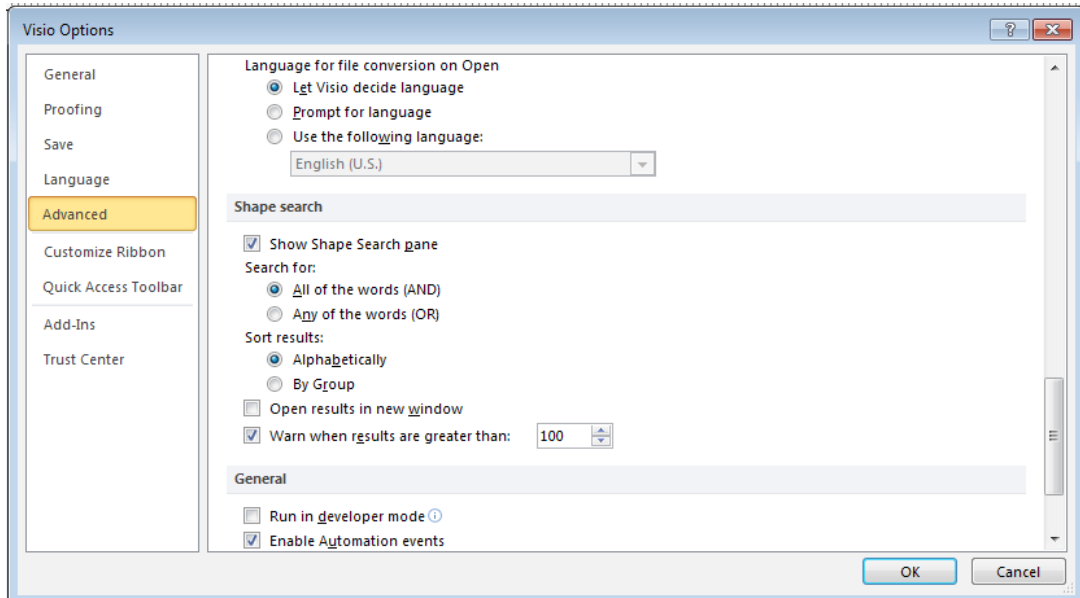 Visio Options
General
Proofing
Save
Language
Advanced
Customize Ribbon
Quick Access Toolbar
Add-Ins
Trust Center
Language for file conversion on Open
Let Visio decide language
Prompt for language
Use the following language:
English (U.S.)
Shape search
Show Shape Search pane
Search for:
All of the words (AND)
Any of the words (OR)
Sort results:
Alphabetically
By Group
Open results in new window
Warn when results are greater than: 100
General
Run in developer mode
Enable Automation events
OK Cancel